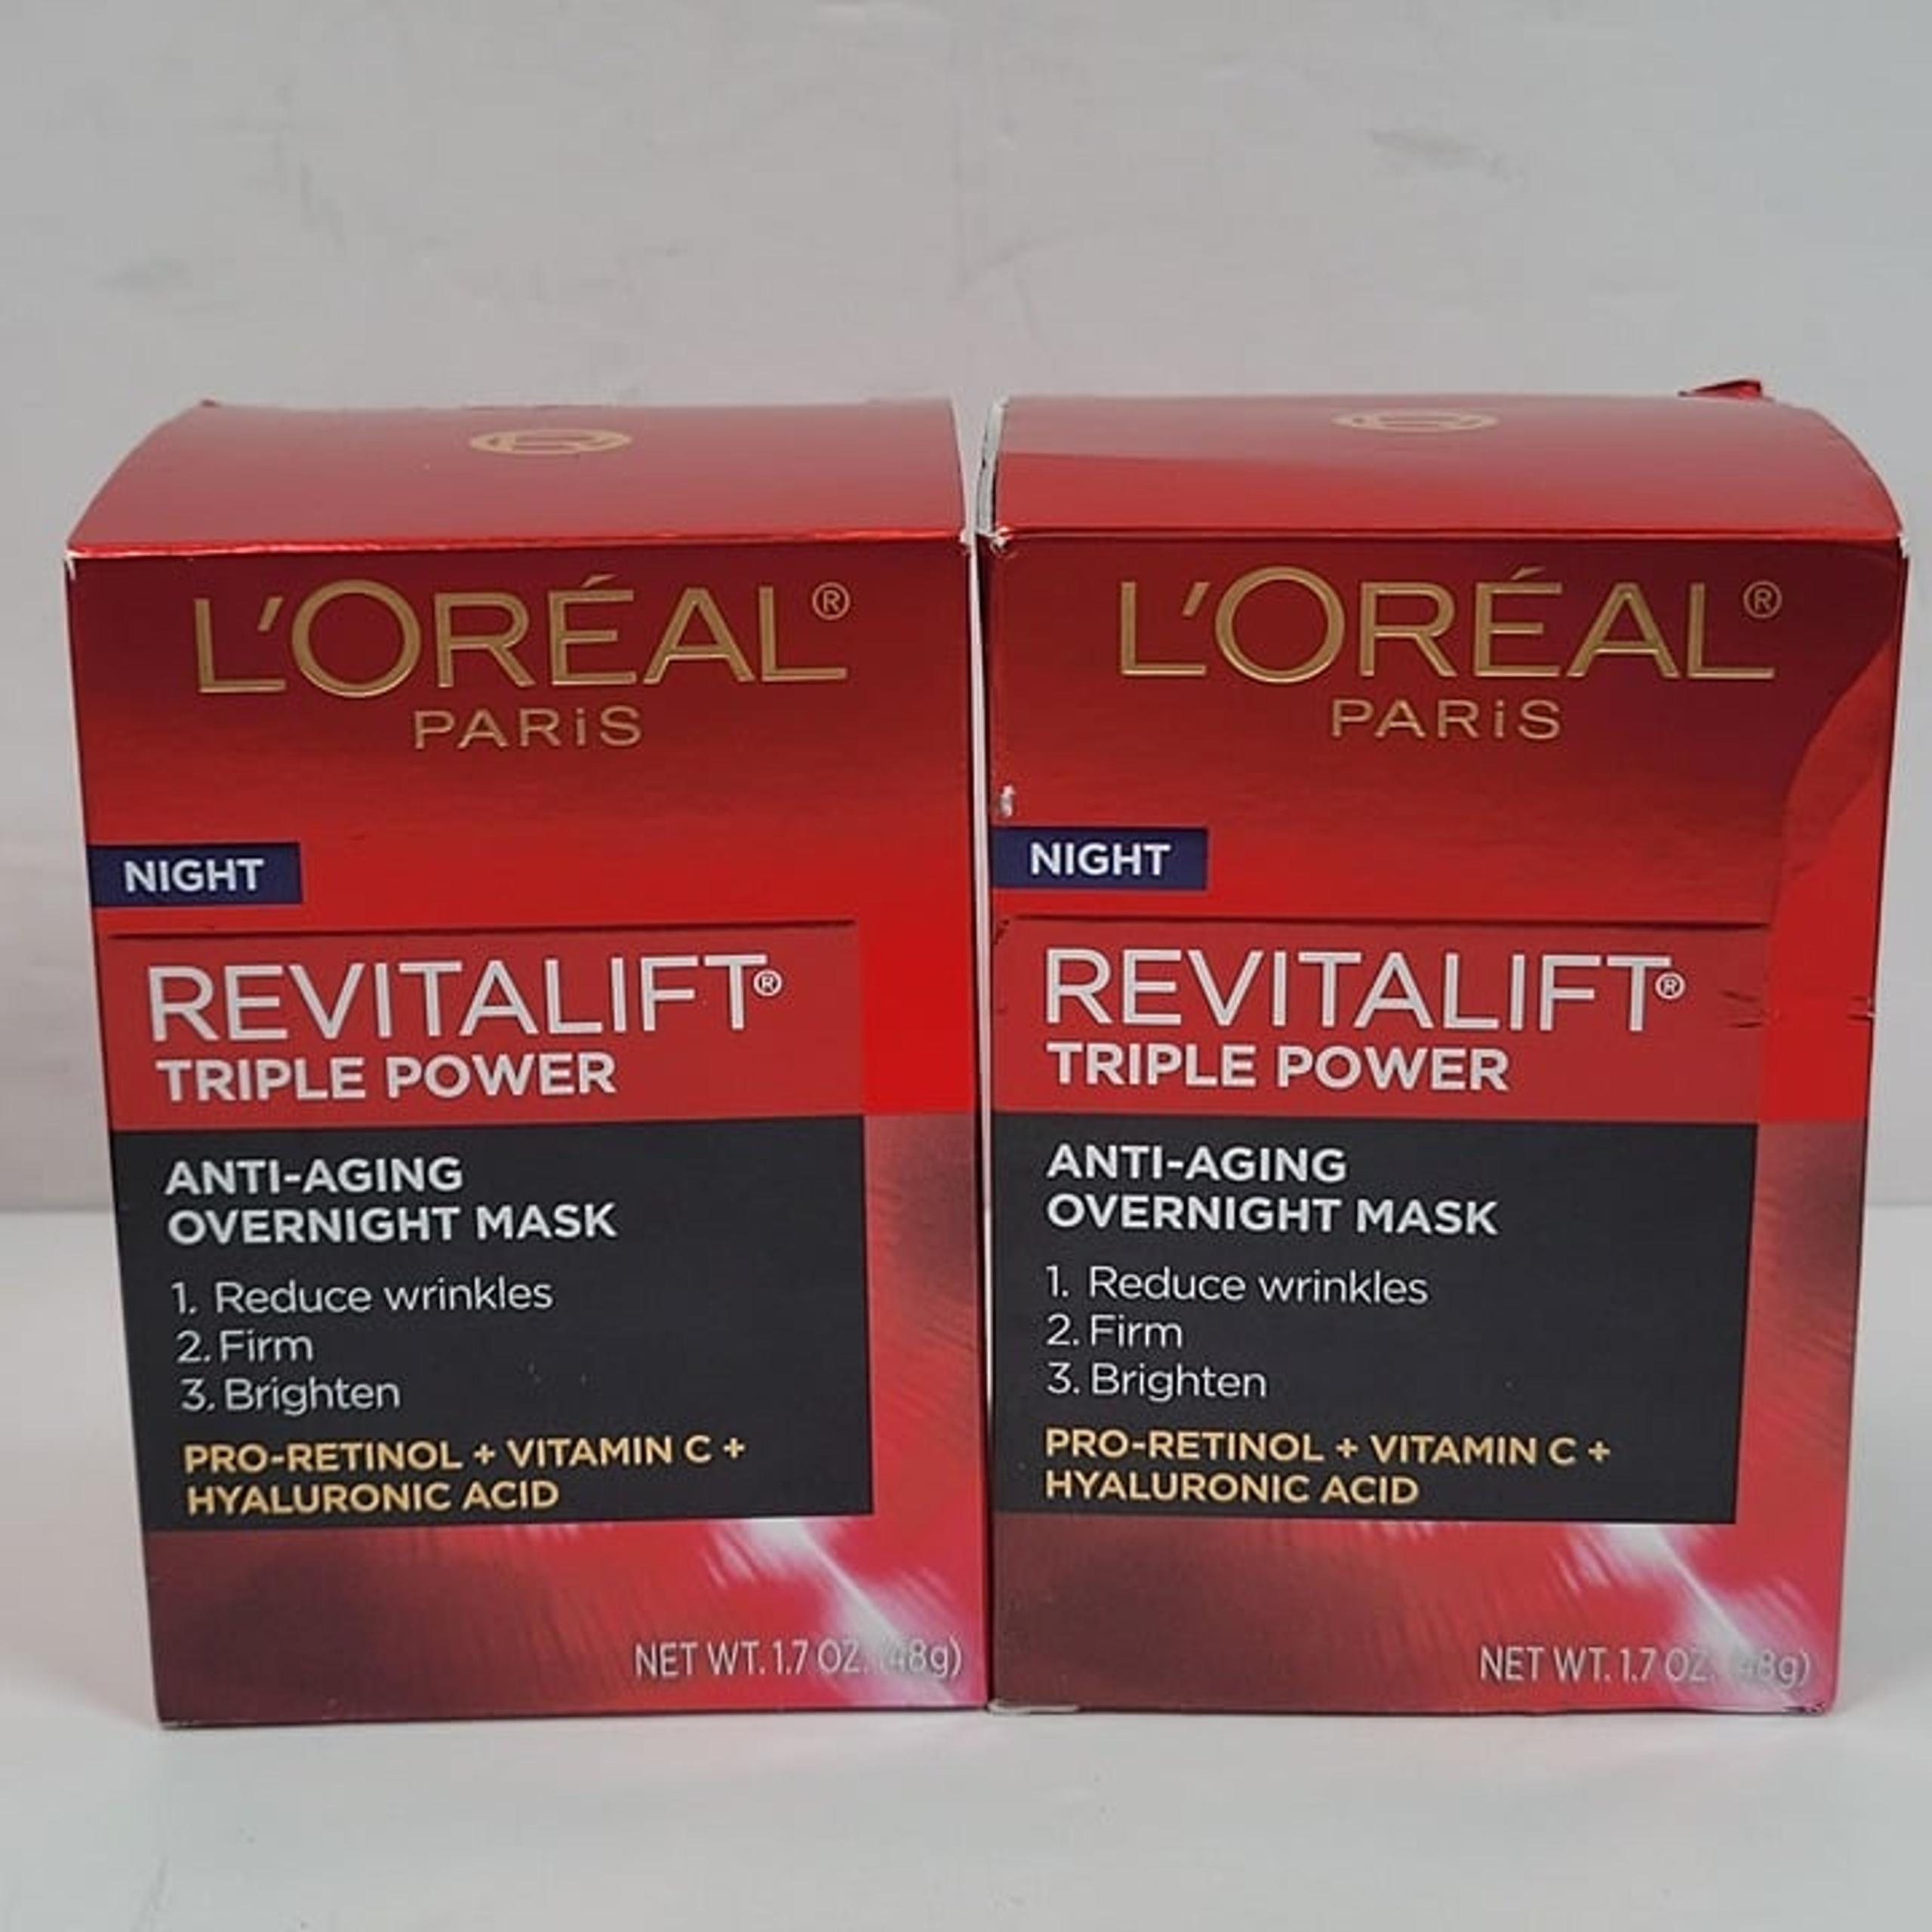 L'ORÉAL®
PARiS
NIGHT
REVITALIFT®
TRIPLE POWER
ANTI-AGING
OVERNIGHT MASK
1. Reduce wrinkles
2. Firm
3. Brighten
PRO-RETINOL + VITAMIN C +
HYALURONIC ACID
NET WT. 1.7 OZ. (48g)
L'ORÉAL®
PARiS
NIGHT
REVITALIFT®
TRIPLE POWER
ANTI-AGING
OVERNIGHT MASK
1. Reduce wrinkles
2. Firm
3. Brighten
PRO-RETINOL + VITAMIN C +
HYALURONIC ACID
NET WT. 1.7 OZ. (48g)